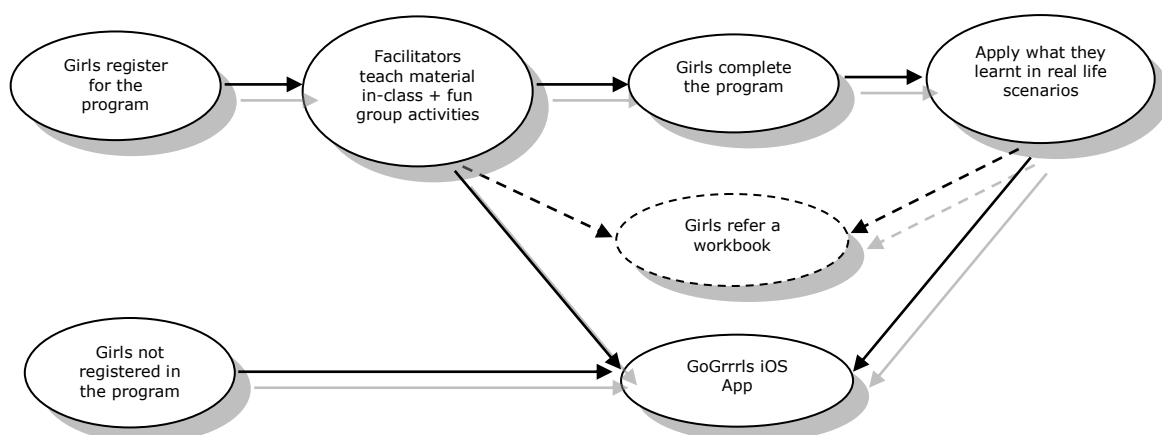 Girls register
for the
program
Facilitators
teach material
in-class + fun
group activities
Girls complete
the program
Apply what they
learnt in real life
scenarios
Girls refer a
workbook
Girls not
registered in
the program
GoGrrrls iOS
App